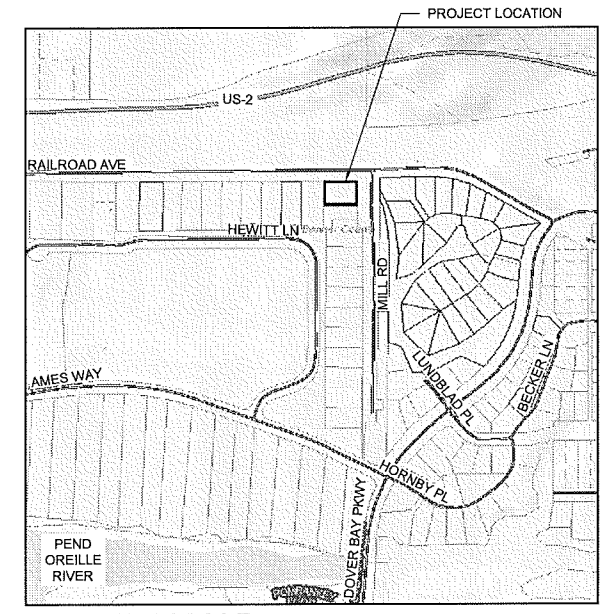 PROJECT LOCATION
US-2
RAILROAD AVE
HEWITT LN
MILL RD
AMES WAY
LUNDBLAD PL
BECKER LN
HORNBY PL
DOVER BAY PKWY
PEND
OREILLE
RIVER